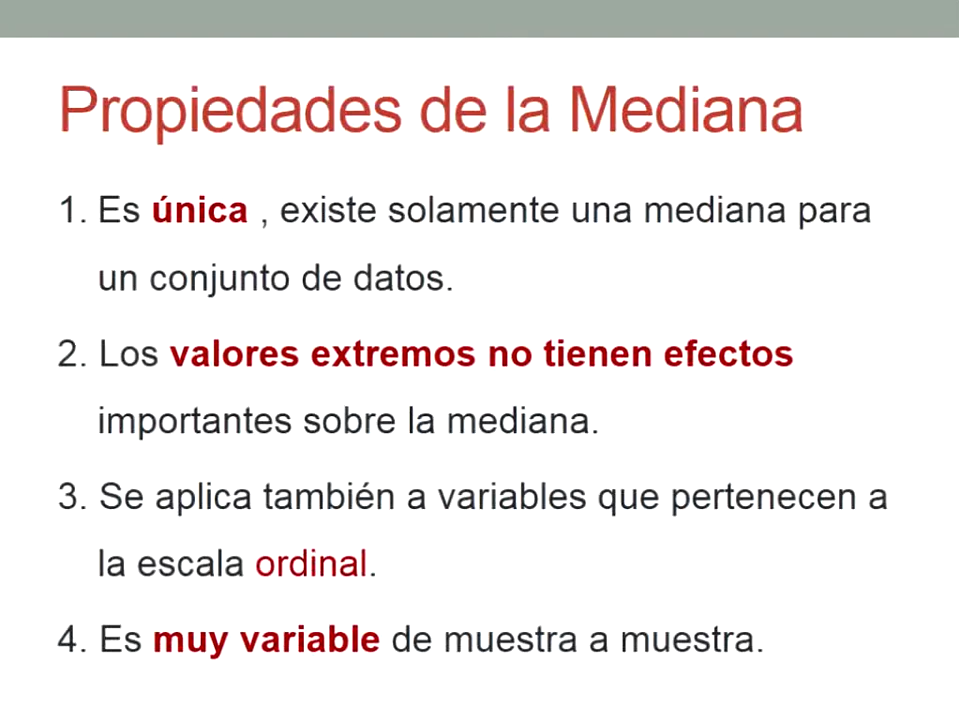 Propiedades de la Mediana
1. Es única , existe solamente una mediana para
un conjunto de datos.
2. Los valores extremos no tienen efectos
importantes sobre la mediana.
3. Se aplica también a variables que pertenecen a
la escala ordinal.
4. Es muy variable de muestra a muestra.